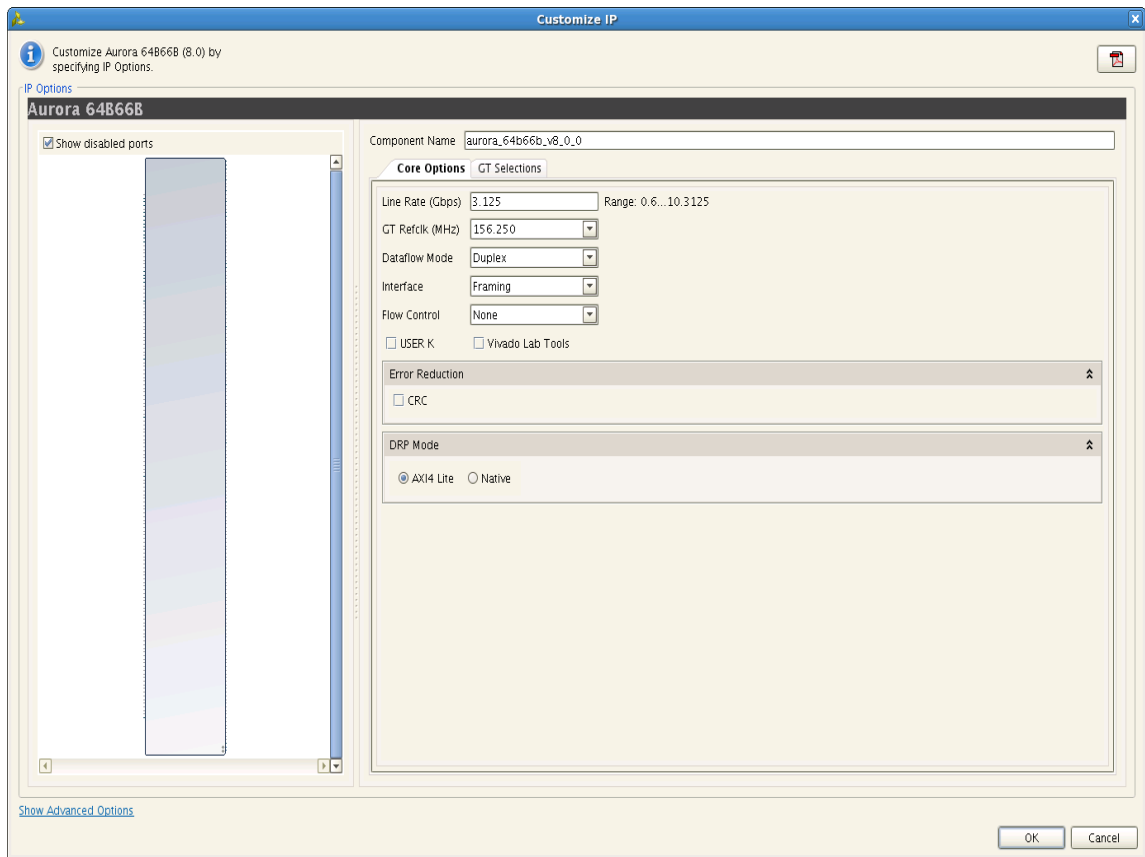 Customize IP
Customize Aurora 64B66B (8.0) by
specifying IP Options.
IP Options
Aurora 64B66B
Show disabled ports
Component Name aurora_64b66b_v8_0_0
Core Options GT Selections
Line Rate (Gbps) 3.125 Range: 0.6...10.3125
GT Refclk (MHz) 156.250
Dataflow Mode Duplex
Interface Framing
Flow Control None
USER K Vivado Lab Tools
Error Reduction
CRC
DRP Mode
AXI4 Lite Native
Show Advanced Options
OK Cancel